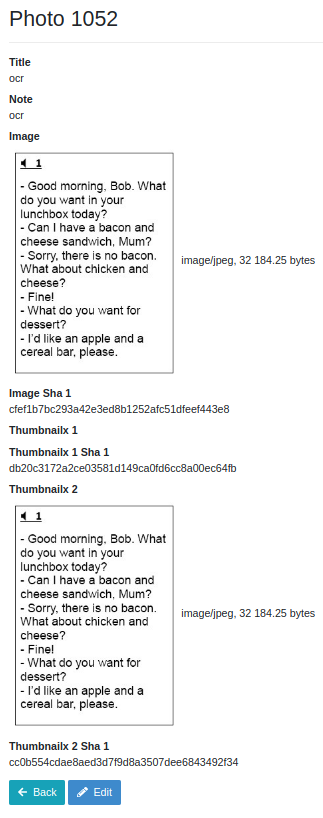 Photo 1052
Title
ocr
Note
ocr
Image
1
- Good morning, Bob. What
do you want in your
lunchbox today?
- Can I have a bacon and
cheese sandwich, Mum?
- Sorry, there is no bacon.
What about chicken and
cheese?
- Fine!
- What do you want for
dessert?
- I'd like an apple and a
cereal bar, please.
image/jpeg, 32 184.25 bytes
Image Sha 1
cfef1b7bc293a42e3ed8b1252afc51dfeef443e8
Thumbnailx 1
Thumbnailx 1 Sha 1
db20c3172a2ce03581d149ca0fd6cc8a00ec64fb
Thumbnailx 2
1
- Good morning, Bob. What
do you want in your
lunchbox today?
- Can I have a bacon and
cheese sandwich, Mum?
- Sorry, there is no bacon.
What about chicken and
cheese?
- Fine!
- What do you want for
dessert?
- I'd like an apple and a
cereal bar, please.
image/jpeg, 32 184.25 bytes
Thumbnailx 2 Sha 1
cc0b554cdae8aed3d7f9d8a3507dee6843492f34
Back
Edit